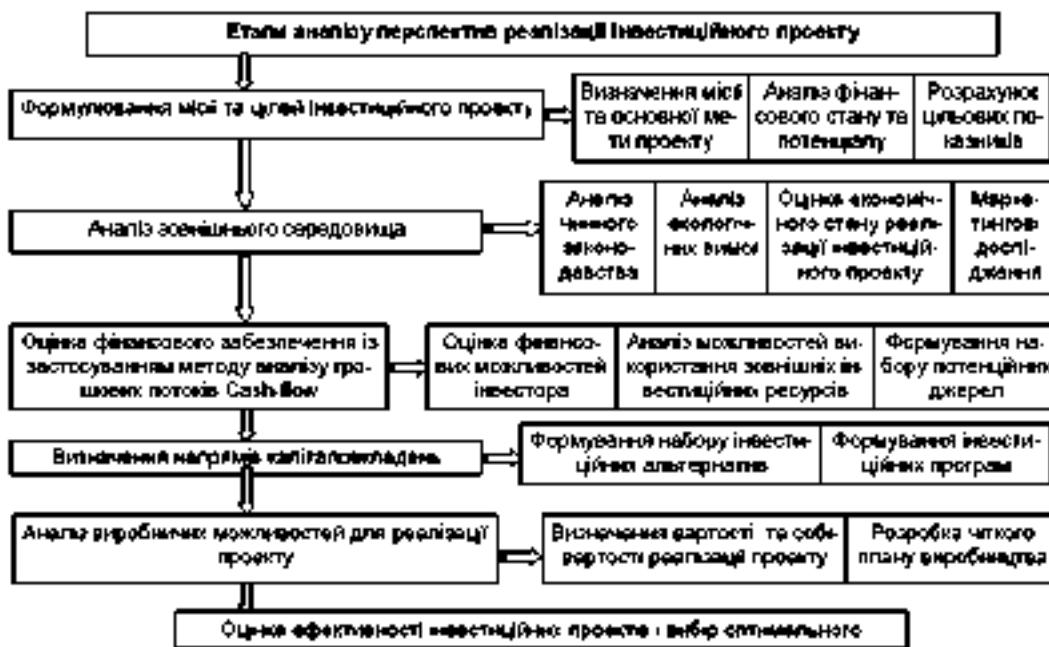 Етапи аналізу перспектив реалізації інвестиційного проекту
Формулювання місії та цілей інвестиційного проекту
Визначення місії
та основної ме-
ти проекту
Аналіз фінан-
сового стану та
потенціалу
Розрахунок
цільових по-
казників
Аналіз зовнішнього середовища
Аналіз
чинного
законо-
давства
Аналіз
екологіч-
них вимог
Оцінка економіч-
ного стану реалі-
зації інвестицій-
ного проекту
Марке-
тингові
дослі-
дження
Оцінка фінансового забезпечення із
застосуванням методу аналізу гро-
шових потоків Cash-flow
Оцінка фінансо-
вих можливостей
інвестора
Аналіз можливостей ви-
користання зовнішніх ін-
вестиційних ресурсів
Формування на-
бору потенційних
джерел
Визначення напрямів капіталовкладень
Формування набору інвести-
ційних альтернатив
Формування інвести-
ційних програм
Аналіз виробничих можливостей для реалізації
проекту
Визначення вартості та собі-
вартості реалізації проекту
Розробка чіткого
плану виробництва
Оцінка ефективності інвестиційних проектів і вибір оптимального